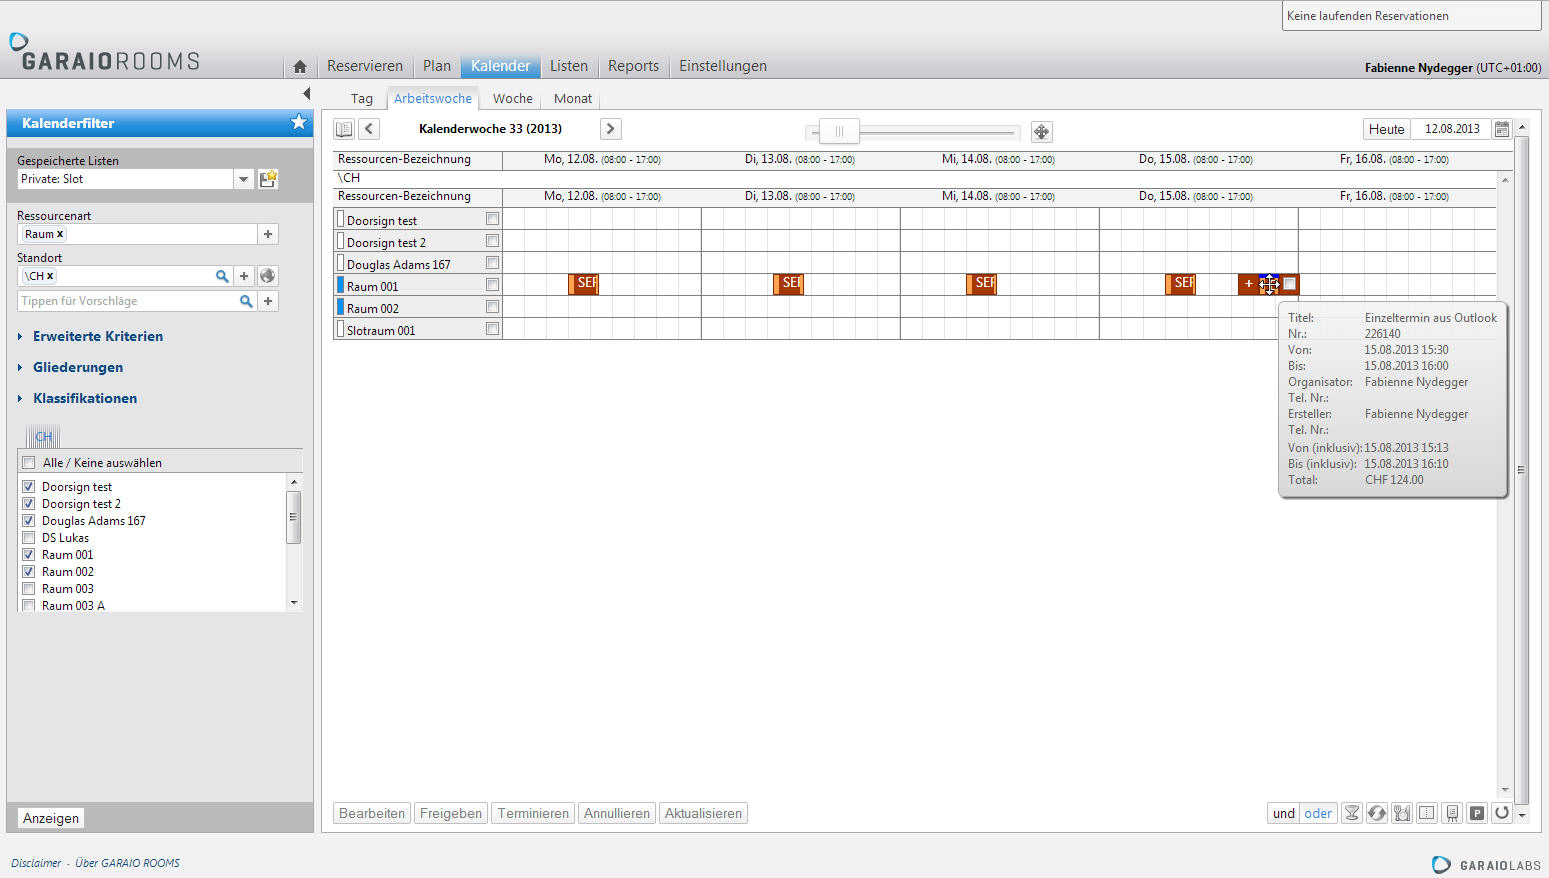 Keine laufenden Reservationen
GARAIOROOMS
Reservieren Plan Kalender Listen Reports Einstellungen
Fabienne Nydegger (UTC+01:00)
Tag Arbeitswoche Woche Monat
Kalenderfilter
Gespeicherte Listen
Private: Slot
Ressourcenart
Raum x
Standort
\CH x
Tippen für Vorschläge
Erweiterte Kriterien
Gliederungen
Klassifikationen
CH
Alle / Keine auswählen
Doorsign test
Doorsign test 2
Douglas Adams 167
DS Lukas
Raum 001
Raum 002
Raum 003
Raum 003 A
Anzeigen
Kalenderwoche 33 (2013)
Heute 12.08.2013
Ressourcen-Bezeichnung Mo, 12.08. (08:00 - 17:00) Di, 13.08. (08:00 - 17:00) Mi, 14.08. (08:00 - 17:00) Do, 15.08. (08:00 - 17:00) Fr, 16.08. (08:00 - 17:00)
\CH
Ressourcen-Bezeichnung Mo, 12.08. (08:00 - 17:00) Di, 13.08. (08:00 - 17:00) Mi, 14.08. (08:00 - 17:00) Do, 15.08. (08:00 - 17:00) Fr, 16.08. (08:00 - 17:00)
Doorsign test
Doorsign test 2
Douglas Adams 167
Raum 001
Raum 002
Slotraum 001
Titel: Einzeltermin aus Outlook
Nr.: 226140
Von: 15.08.2013 15:30
Bis: 15.08.2013 16:00
Organisator: Fabienne Nydegger
Tel. Nr.:
Ersteller: Fabienne Nydegger
Tel. Nr.:
Von (inklusiv): 15.08.2013 15:13
Bis (inklusiv): 15.08.2013 16:10
Total: CHF 124.00
Bearbeiten Freigeben Terminieren Annullieren Aktualisieren
und oder P
Disclaimer - Über GARAIO ROOMS
GARAIOLABS